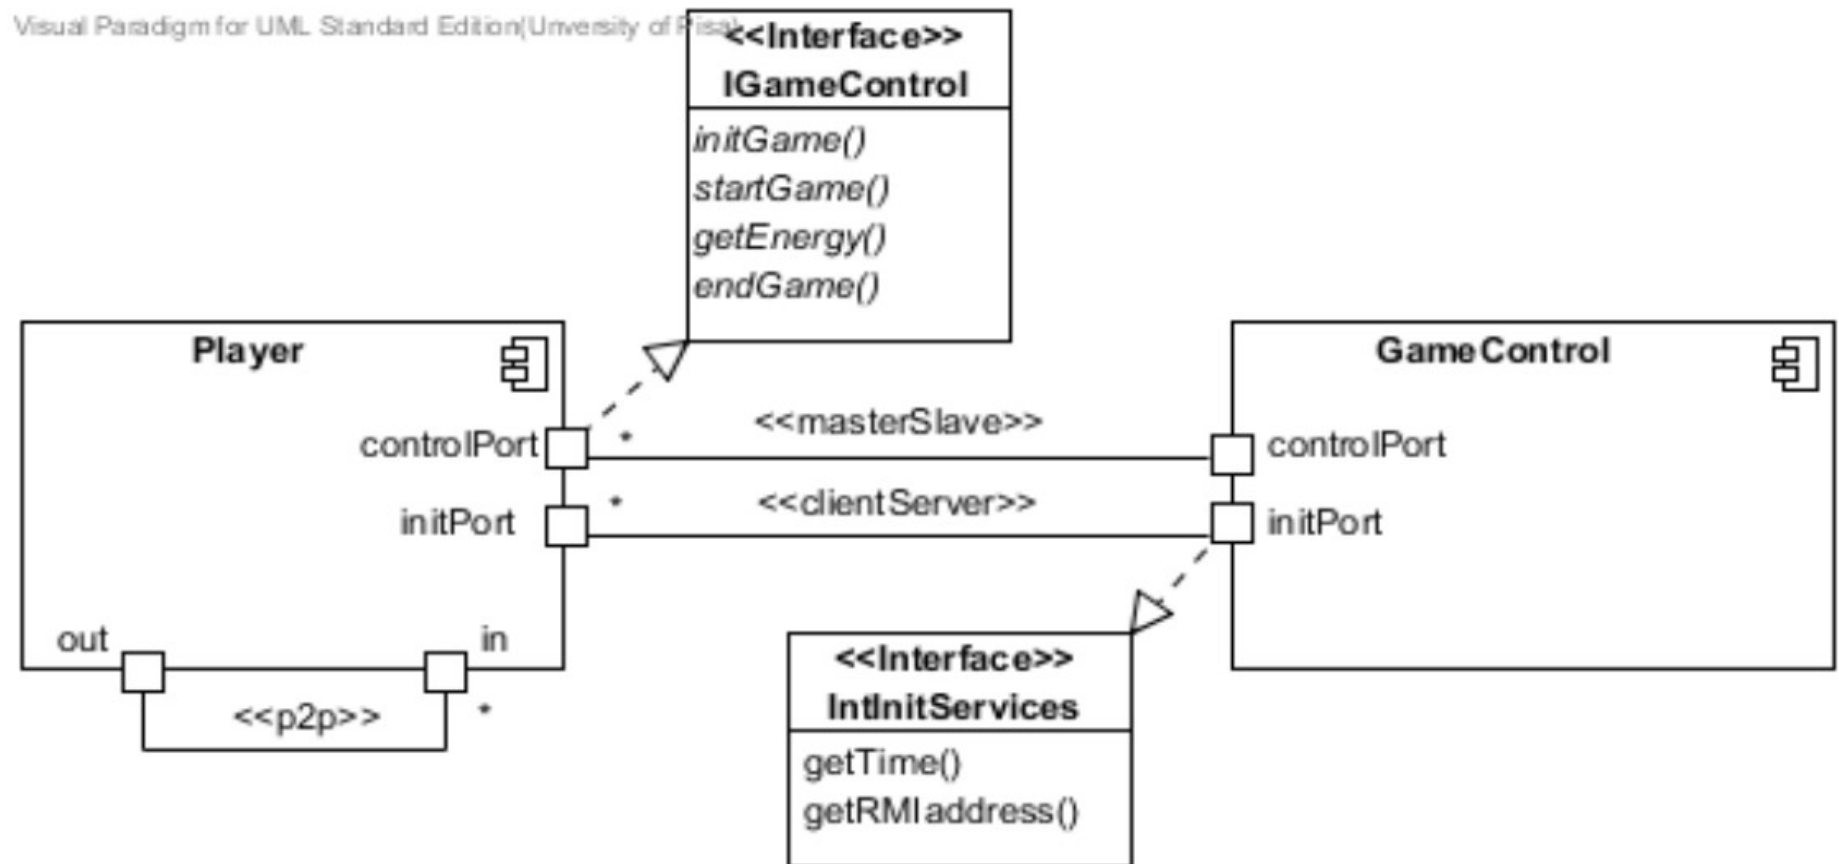 Visual Paradigm for UML Standard Edition(Unversity of Pisa)
<<Interface>>
IGameControl
initGame()
startGame()
getEnergy()
endGame()
Player
GameControl
<<masterSlave>>
*
controlPort
controlPort
<<clientServer>>
*
initPort
initPort
out
in
<<p2p>>
*
<<Interface>>
IntInitServices
getTime()
getRMIaddress()